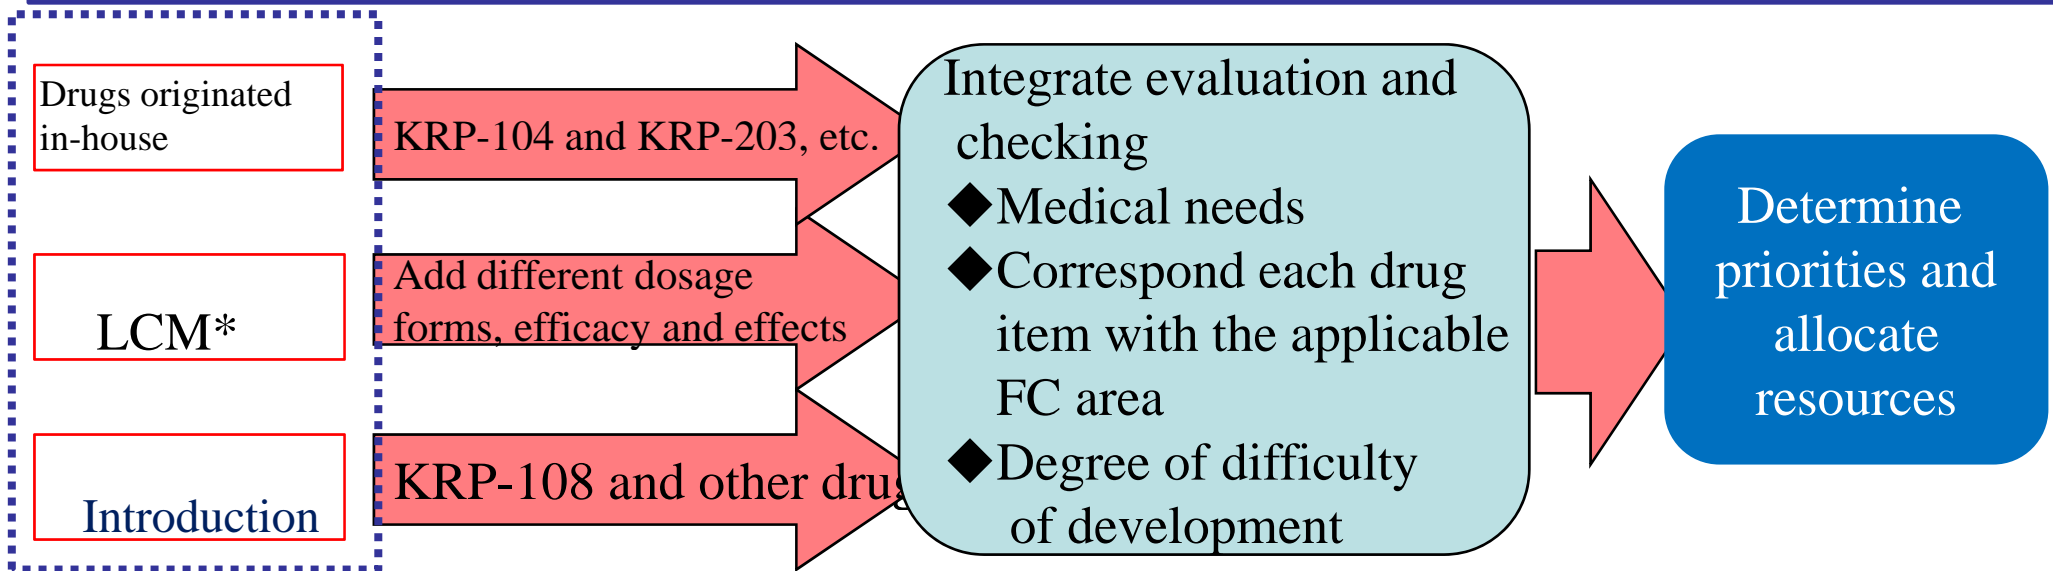 Drugs originated
in-house
KRP-104 and KRP-203, etc.
LCM*
Add different dosage
forms, efficacy and effects
Introduction
KRP-108 and other drug
Integrate evaluation and
checking
◆Medical needs
◆Correspond each drug
item with the applicable
FC area
◆Degree of difficulty
of development
Determine
priorities and
allocate
resources